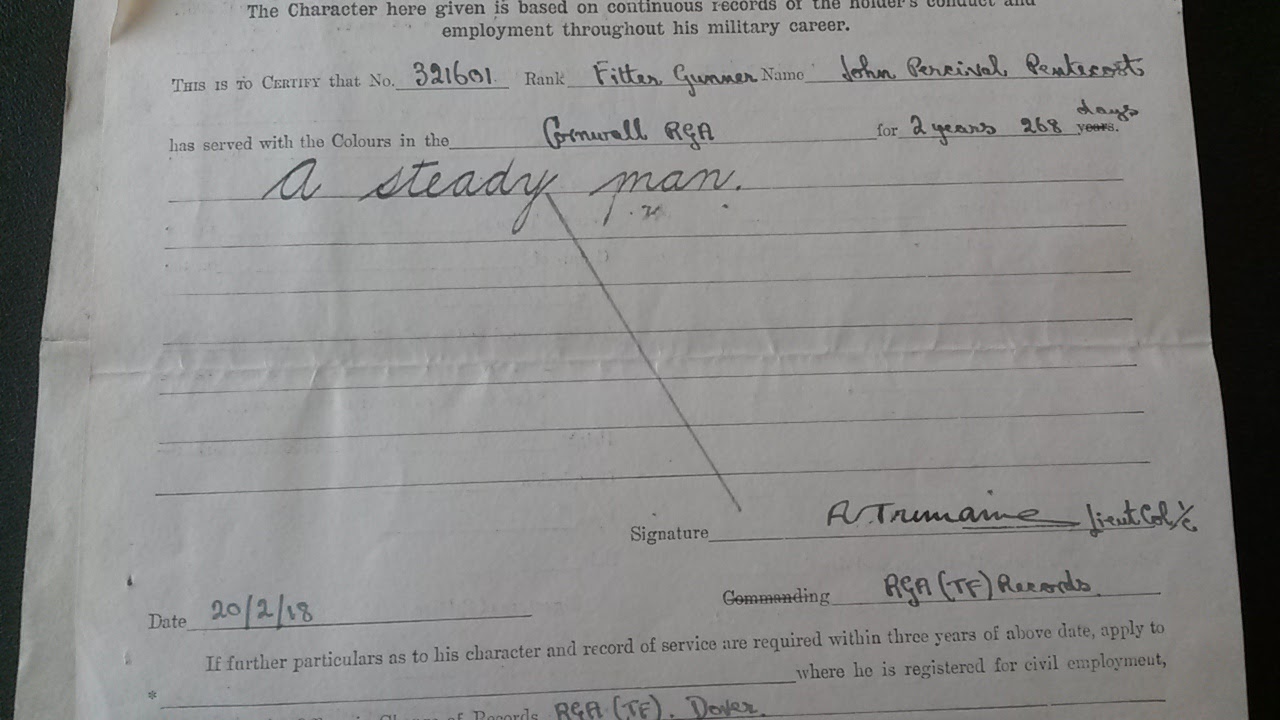 The Character here given is based on continuous records of the holder's conduct and
employment throughout his military career.
THIS IS TO CERTIFY that No. 321601 Rank Fitter Gunner Name John Percival Pentecost
days
has served with the Colours in the Cornwall RGA for 2 years 268 years.
A steady man.
Signature Tremaine Lieut Col
Commanding RGA (TF) Records
Date 20/2/18
If further particulars as to his character and record of service are required within three years of above date, apply to
* where he is registered for civil employment,
of Records RGA (TF). Dover.